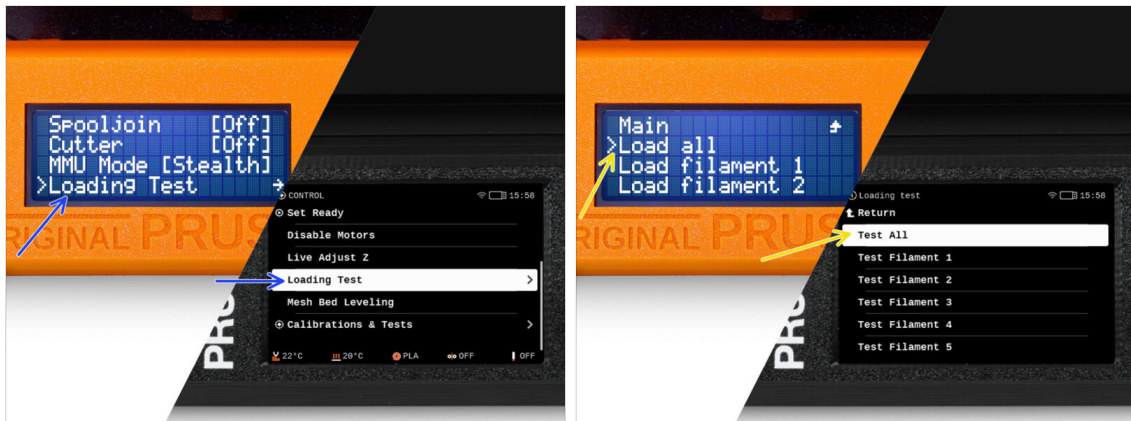 Spooljoin [Off]
Cutter [Off]
MMU Mode [Stealth]
>Loading Test →
ORIGINAL PRUS
CONTROL 15:58
Set Ready
Disable Motors
Live Adjust Z
Loading Test >
Mesh Bed Leveling
Calibrations & Tests >
22°C 20°C PLA OFF OFF
PRUS
Main
>Load all
Load filament 1
Load filament 2
RIGINAL PRUS
Loading test 15:58
Return
Test All
Test Filament 1
Test Filament 2
Test Filament 3
Test Filament 4
Test Filament 5
PRUS